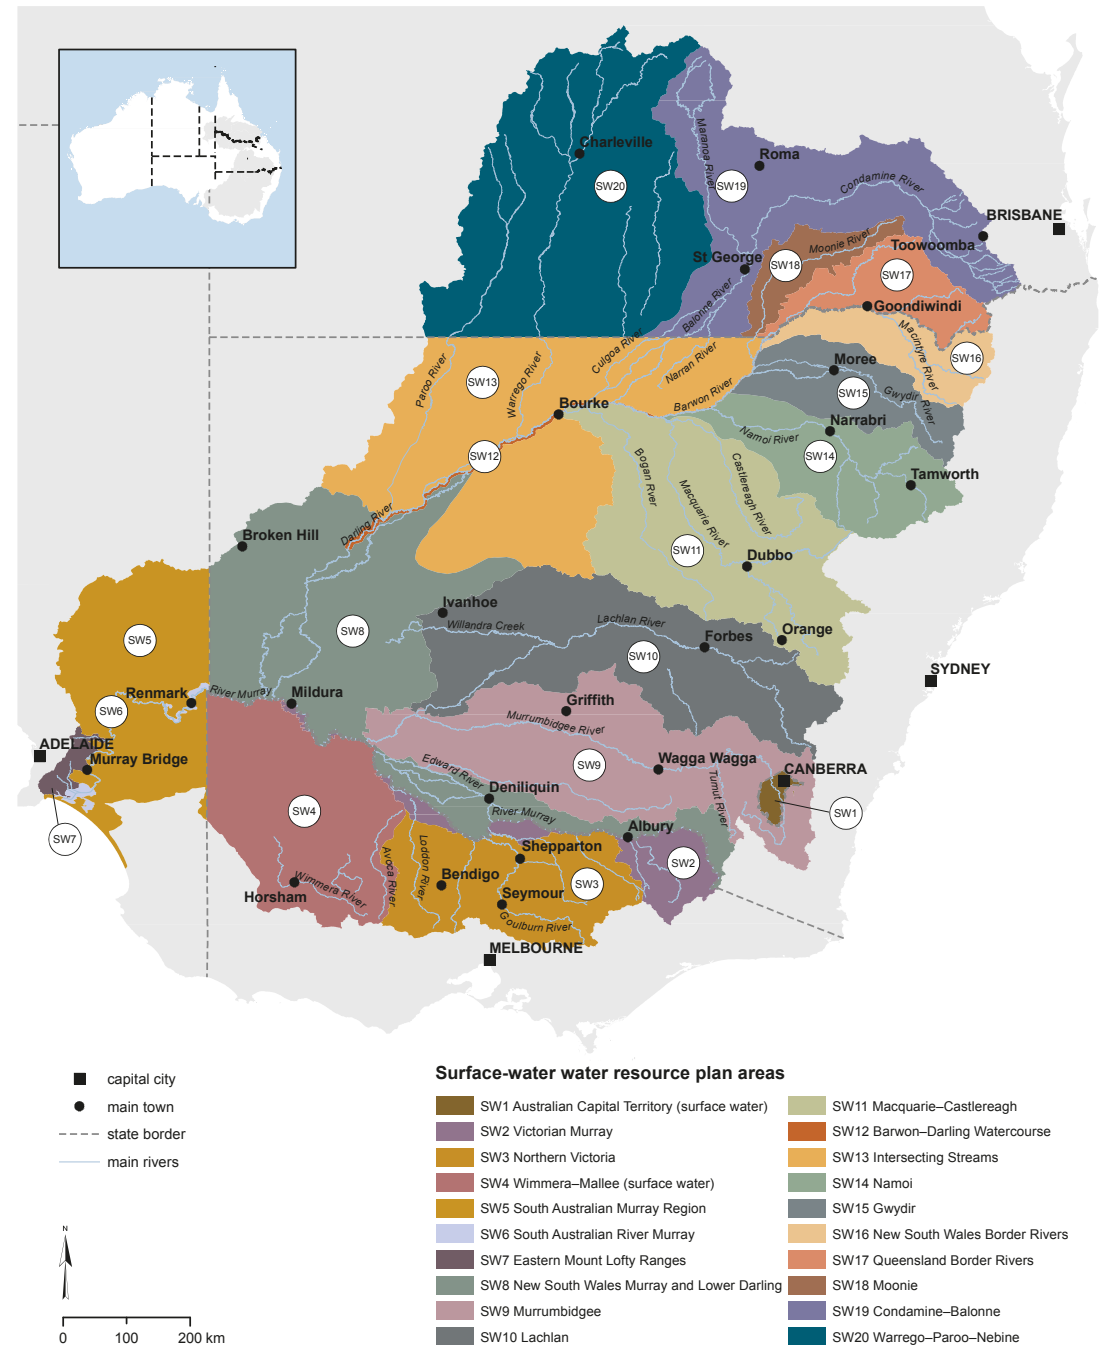 Charleville
SW20
Maranoa River
SW19
Roma
Condamine River
BRISBANE
Toowoomba
St George
SW18
Moonie River
SW17
Balonne River
Goondiwindi
Culgoa River
Macintyre River
SW16
Paroo River
SW13
Warrego River
Narran River
Moree
SW15
Gwydir River
Barwon River
Bourke
Narrabri
Namoi River
SW14
SW12
Bogan River
Castlereagh River
Macquarie River
Tamworth
Darling River
Broken Hill
SW11
Dubbo
Ivanhoe
Willandra Creek
Lachlan River
SW5
SW8
Forbes
Orange
SW10
SYDNEY
Renmark
River Murray
Mildura
Griffith
SW6
Murrumbidgee River
ADELAIDE
Murray Bridge
Edward River
SW9
Wagga Wagga
Tumut River
CANBERRA
Deniliquin
River Murray
SW4
SW1
SW7
Albury
Avoca River
Loddon River
Shepparton
SW2
Bendigo
SW3
Horsham
Wimmera River
Seymour
Goulburn River
MELBOURNE
capital city
main town
state border
main rivers
N
0 100 200 km
Surface-water water resource plan areas
SW1 Australian Capital Territory (surface water)
SW2 Victorian Murray
SW3 Northern Victoria
SW4 Wimmera–Mallee (surface water)
SW5 South Australian Murray Region
SW6 South Australian River Murray
SW7 Eastern Mount Lofty Ranges
SW8 New South Wales Murray and Lower Darling
SW9 Murrumbidgee
SW10 Lachlan
SW11 Macquarie–Castlereagh
SW12 Barwon–Darling Watercourse
SW13 Intersecting Streams
SW14 Namoi
SW15 Gwydir
SW16 New South Wales Border Rivers
SW17 Queensland Border Rivers
SW18 Moonie
SW19 Condamine–Balonne
SW20 Warrego–Paroo–Nebine